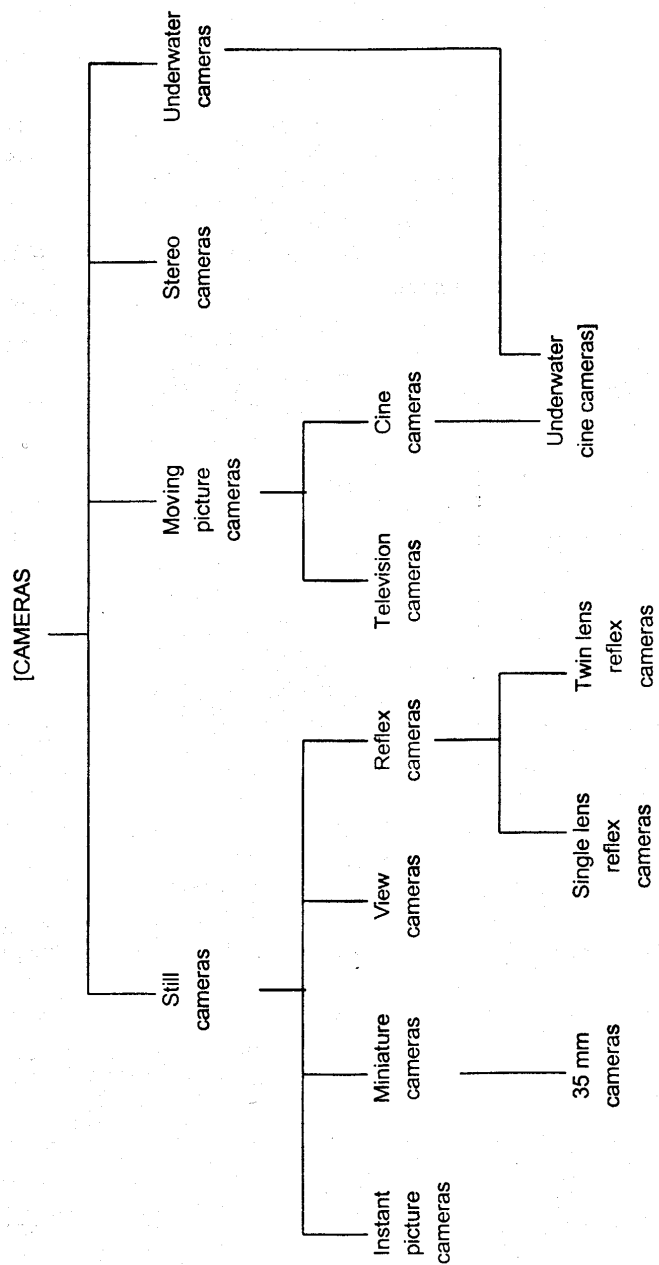 [CAMERAS
Still
cameras
Moving
picture
cameras
Stereo
cameras
Underwater
cameras
Instant
picture
cameras
Miniature
cameras
View
cameras
Reflex
cameras
Television
cameras
Cine
cameras
35 mm
cameras
Single lens
reflex
cameras
Twin lens
reflex
cameras
Underwater
cine cameras]